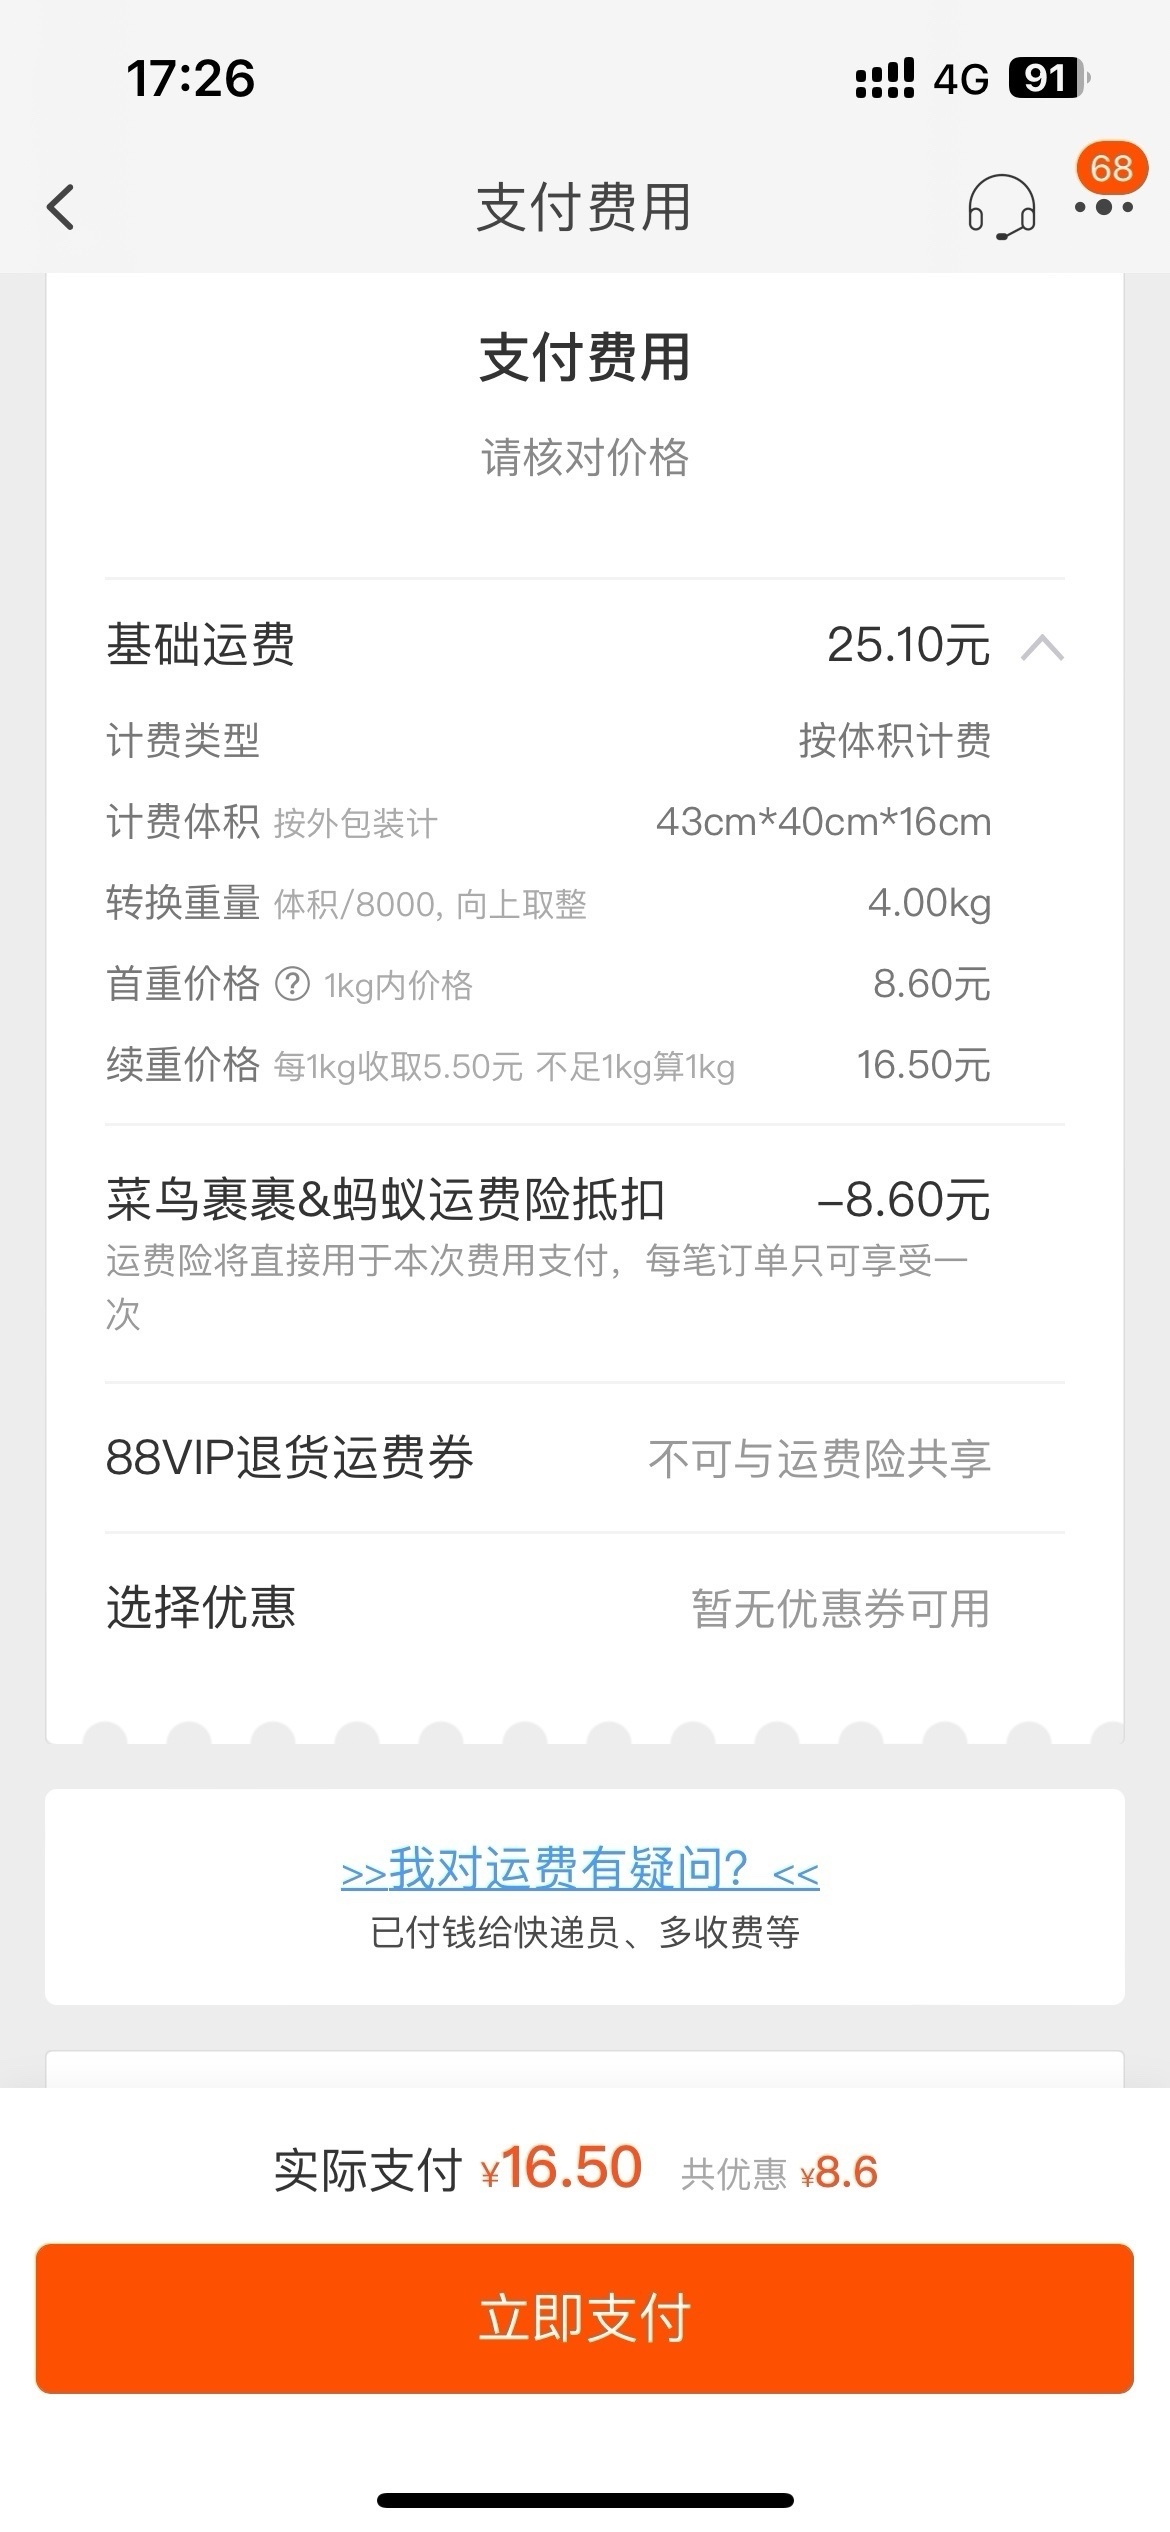 17:26 4G 91
支付费用 68
支付费用
请核对价格
基础运费 25.10元
计费类型 按体积计费
计费体积 按外包装计 43cm*40cm*16cm
转换重量 体积/8000, 向上取整 4.00kg
首重价格 ? 1kg内价格 8.60元
续重价格 每1kg收取5.50元 不足1kg算1kg 16.50元
菜鸟裹裹&蚂蚁运费险抵扣 –8.60元
运费险将直接用于本次费用支付，每笔订单只可享受一
次
88VIP退货运费券 不可与运费险共享
选择优惠 暂无优惠券可用
>>我对运费有疑问？<<
已付钱给快递员、多收费等
实际支付 ¥16.50 共优惠 ¥8.6
立即支付